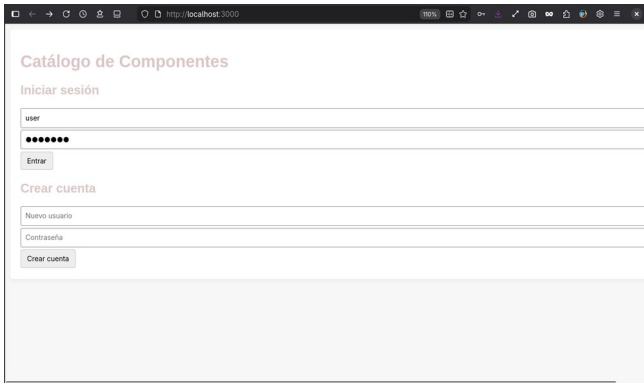 http://localhost:3000
110%
Catálogo de Componentes
Iniciar sesión
user
Entrar
Crear cuenta
Nuevo usuario
Contraseña
Crear cuenta